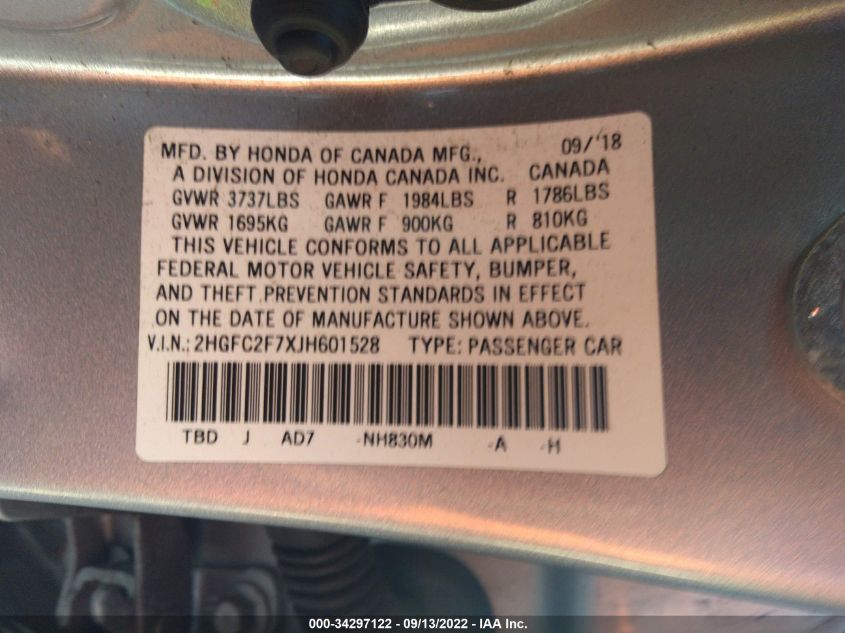 MFD. BY HONDA OF CANADA MFG., 09/'18
A DIVISION OF HONDA CANADA INC. CANADA
GVWR 3737LBS GAWR F 1984LBS R 1786LBS
GVWR 1695KG GAWR F 900KG R 810KG
THIS VEHICLE CONFORMS TO ALL APPLICABLE
FEDERAL MOTOR VEHICLE SAFETY, BUMPER,
AND THEFT PREVENTION STANDARDS IN EFFECT
ON THE DATE OF MANUFACTURE SHOWN ABOVE.
V.I.N.: 2HGFC2F7XJH601528 TYPE: PASSENGER CAR
TBD J AD7 -NH830M -A -H
000-34297122 - 09/13/2022 - IAA Inc.